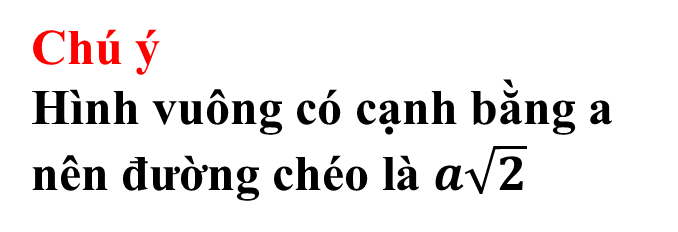 Chú ý
Hình vuông có cạnh bằng a
nên đường chéo là a√2